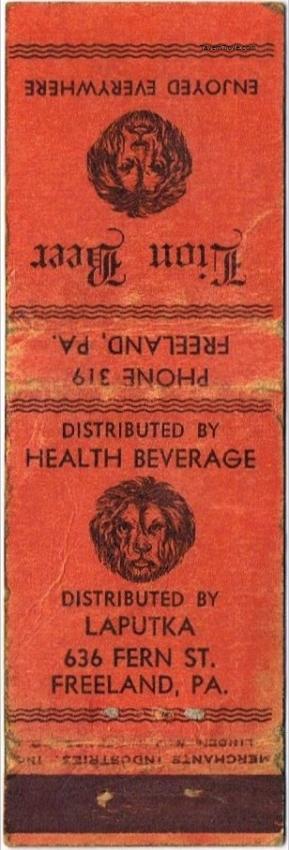 ENJOYED EVERYWHERE
Lion Beer
PHONE 319
FREELAND, PA.
DISTRIBUTED BY
HEALTH BEVERAGE
DISTRIBUTED BY
LAPUTKA
636 FERN ST.
FREELAND, PA.
MERCHANTS INDUSTRIES, INC
LINDEN N. J.